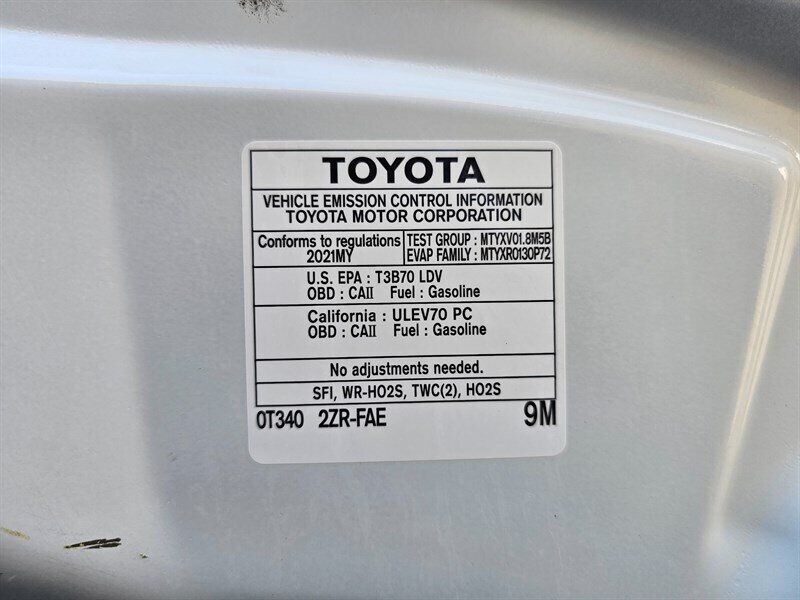 TOYOTA
VEHICLE EMISSION CONTROL INFORMATION
TOYOTA MOTOR CORPORATION
Conforms to regulations
2021MY
TEST GROUP : MTYXV01.8M5B
EVAP FAMILY : MTYXR0130P72
U.S. EPA : T3B70 LDV
OBD : CAII Fuel : Gasoline
California : ULEV70 PC
OBD : CAII Fuel : Gasoline
No adjustments needed.
SFI, WR-HO2S, TWC(2), HO2S
0T340 2ZR-FAE 9M